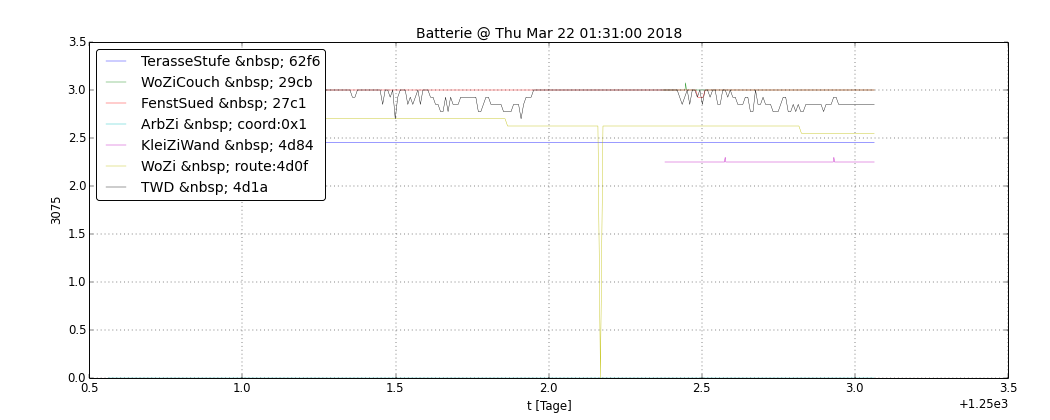 Batterie @ Thu Mar 22 01:31:00 2018
3.5
3.0
2.5
2.0
1.5
1.0
0.5
0.0
3075
TerasseStufe &nbsp; 62f6
WoZiCouch &nbsp; 29cb
FenstSued &nbsp; 27c1
ArbZi &nbsp; coord:0x1
KleiZiWand &nbsp; 4d84
WoZi &nbsp; route:4d0f
TWD &nbsp; 4d1a
0.5 1.0 1.5 2.0 2.5 3.0 3.5
t [Tage]
+1.25e3